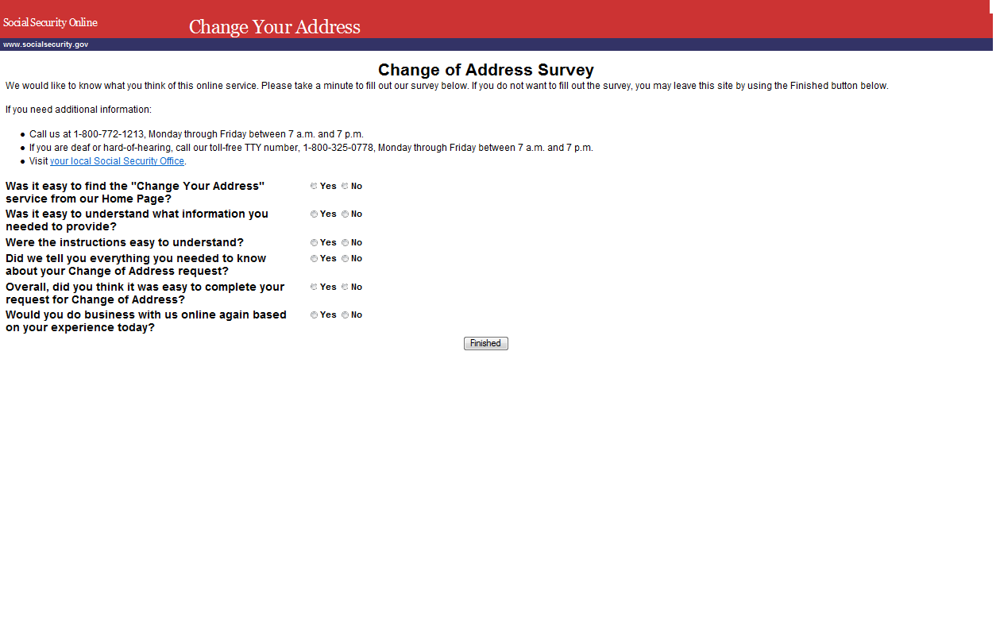 Social Security Online
Change Your Address
www.socialsecurity.gov
Change of Address Survey
We would like to know what you think of this online service. Please take a minute to fill out our survey below. If you do not want to fill out the survey, you may leave this site by using the Finished button below.
If you need additional information:
● Call us at 1-800-772-1213, Monday through Friday between 7 a.m. and 7 p.m.
● If you are deaf or hard-of-hearing, call our toll-free TTY number, 1-800-325-0778, Monday through Friday between 7 a.m. and 7 p.m.
● Visit your local Social Security Office.
Was it easy to find the "Change Your Address" Yes No
service from our Home Page?
Was it easy to understand what information you Yes No
needed to provide?
Were the instructions easy to understand? Yes No
Did we tell you everything you needed to know Yes No
about your Change of Address request?
Overall, did you think it was easy to complete your Yes No
request for Change of Address?
Would you do business with us online again based Yes No
on your experience today?
Finished